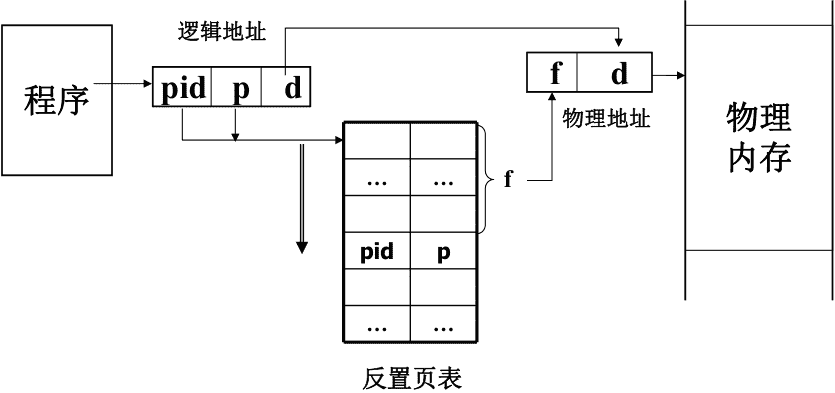 逻辑地址
程序
pid p d
f d
物理地址
物理
内存
... ...
f
pid p
... ...
反置页表